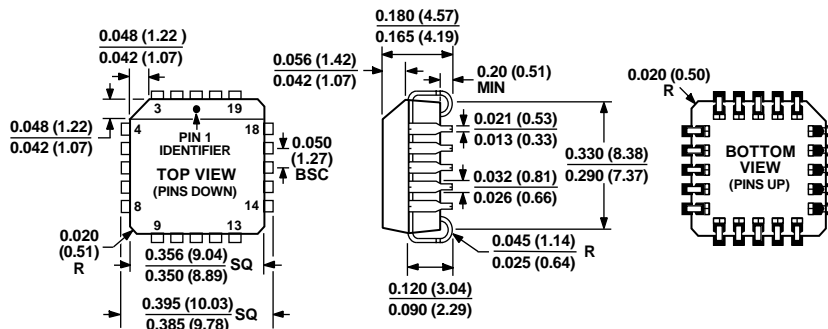 0.048 (1.22 )
0.042 (1.07)
0.048 (1.22)
0.042 (1.07)
3
19
4
18
PIN 1
IDENTIFIER
TOP VIEW
(PINS DOWN)
0.050
(1.27)
BSC
8
14
9
13
0.020
(0.51)
R
0.356 (9.04)
0.350 (8.89)
SQ
0.395 (10.03)
0.385 (9.78)
SQ
0.180 (4.57)
0.165 (4.19)
0.056 (1.42)
0.042 (1.07)
0.20 (0.51)
MIN
0.021 (0.53)
0.013 (0.33)
0.032 (0.81)
0.026 (0.66)
0.330 (8.38)
0.290 (7.37)
0.045 (1.14)
0.025 (0.64)
R
0.120 (3.04)
0.090 (2.29)
0.020 (0.50)
R
BOTTOM
VIEW
(PINS UP)